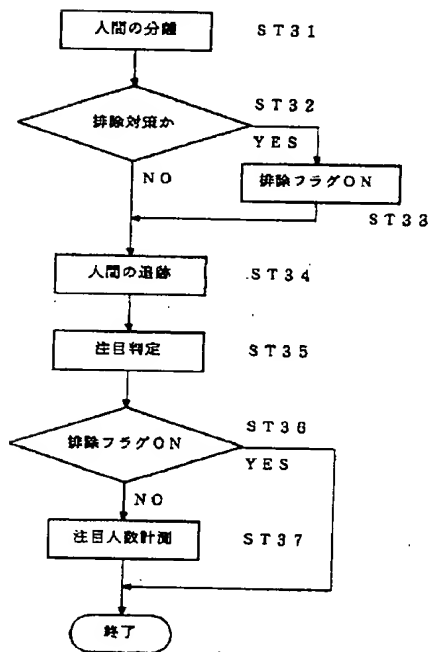 人間の分離 ST31
排除対策か ST32
YES
NO
排除フラグON
ST33
人間の追跡 ST34
注目判定 ST35
排除フラグON ST36
YES
NO
注目人数計測 ST37
終了